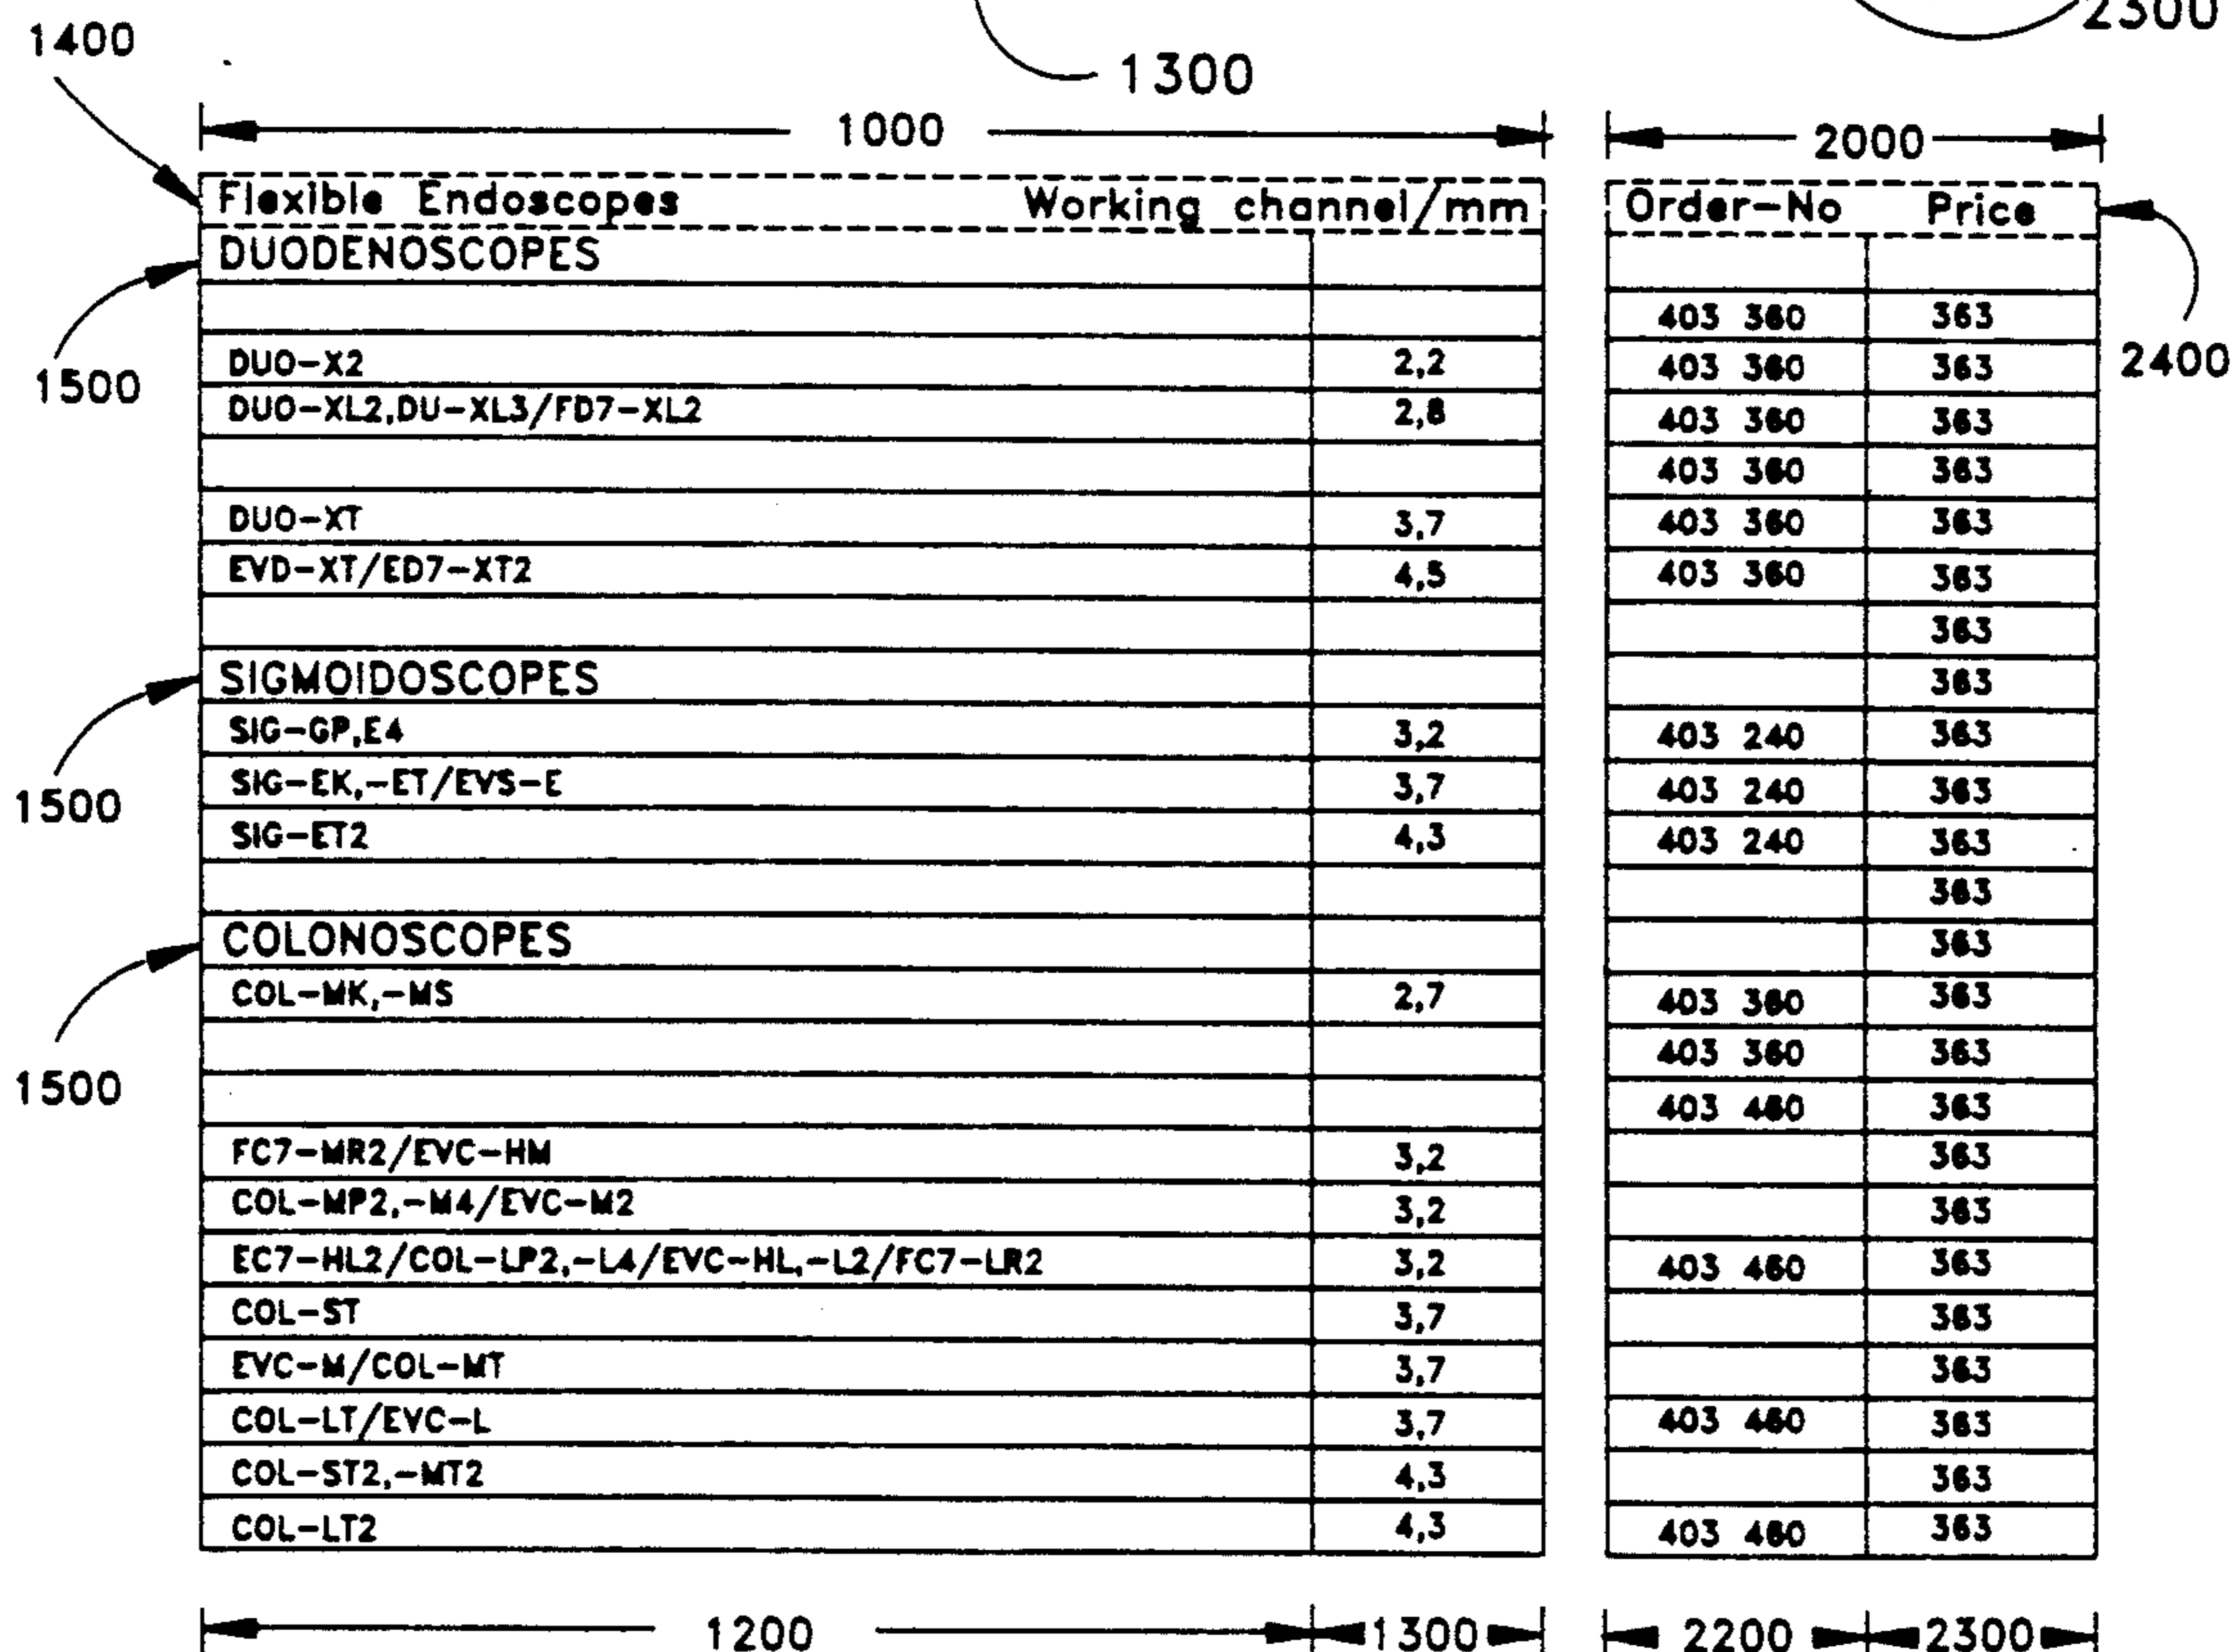 1400
1300
2300
1000
2000
Flexible Endoscopes Working channel/mm Order-No Price
DUODENOSCOPES
1500
403 360 363
2400
DUO-X2 2,2 403 360 363
DUO-XL2,DU-XL3/FD7-XL2 2,8 403 360 363
403 360 363
DUO-XT 3,7 403 360 363
EVD-XT/ED7-XT2 4,5 403 360 363
363
SIGMOIDOSCOPES 363
1500
SIG-GP,E4 3,2 403 240 363
SIG-EK,-ET/EVS-E 3,7 403 240 363
SIG-ET2 4,3 403 240 363
363
COLONOSCOPES 363
1500
COL-MK,-MS 2,7 403 360 363
403 360 363
403 460 363
FC7-MR2/EVC-HM 3,2 363
COL-MP2,-M4/EVC-M2 3,2 363
EC7-HL2/COL-LP2,-L4/EVC-HL,-L2/FC7-LR2 3,2 403 460 363
COL-ST 3,7 363
EVC-M/COL-MT 3,7 363
COL-LT/EVC-L 3,7 403 460 363
COL-ST2,-MT2 4,3 363
COL-LT2 4,3 403 460 363
1200 1300 2200 2300